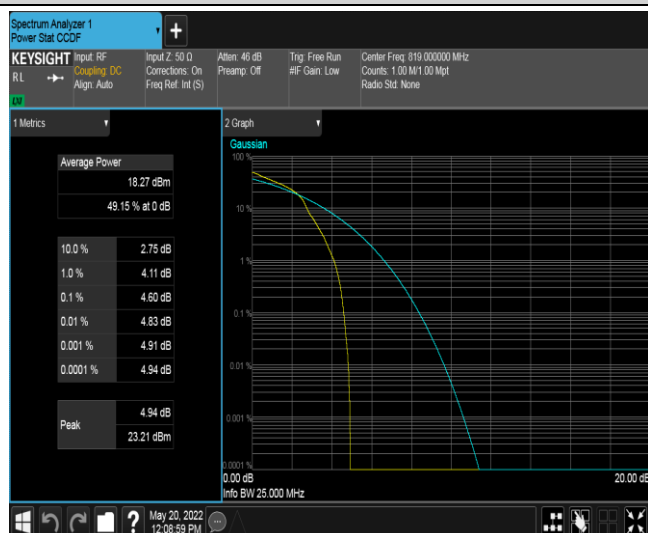 Spectrum Analyzer 1
Power Stat CCDF
+
KEYSIGHT
RL
LXI
Input: RF
Coupling: DC
Align: Auto
Input Z: 50 Ω
Corrections: On
Freq Ref: Int (S)
Atten: 46 dB
Preamp: Off
Trig: Free Run
#IF Gain: Low
Center Freq: 819.000000 MHz
Counts: 1.00 M/1.00 Mpt
Radio Std: None
1 Metrics
Average Power
18.27 dBm
49.15 % at 0 dB
10.0 % 2.75 dB
1.0 % 4.11 dB
0.1 % 4.60 dB
0.01 % 4.83 dB
0.001 % 4.91 dB
0.0001 % 4.94 dB
Peak
4.94 dB
23.21 dBm
2 Graph
Gaussian
100 %
10 %
1 %
0.1 %
0.01 %
0.001 %
0.0001 %
0.00 dB 20.00 dB
Info BW 25.000 MHz
?
May 20, 2022
12:08:59 PM